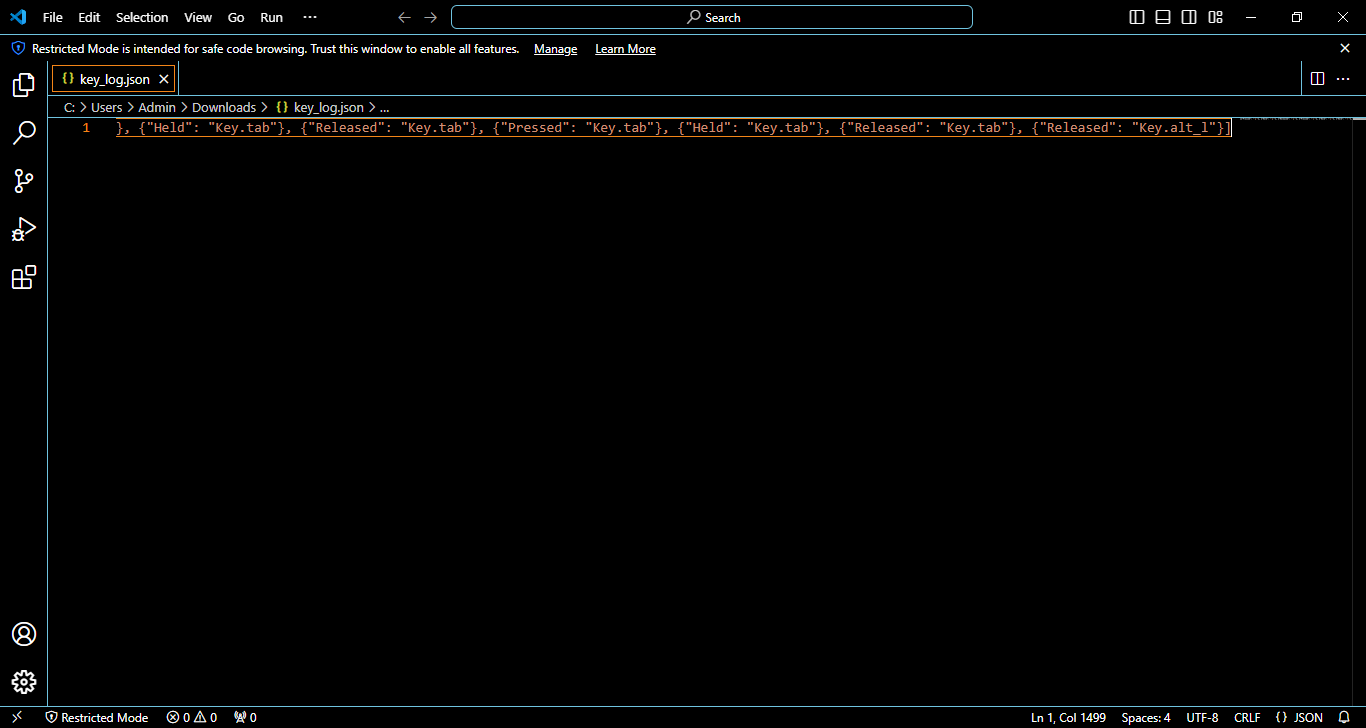 File Edit Selection View Go Run ··· Search
Restricted Mode is intended for safe code browsing. Trust this window to enable all features. Manage Learn More
{} key_log.json
C: > Users > Admin > Downloads > {} key_log.json > ...
1 }, {"Held": "Key.tab"}, {"Released": "Key.tab"}, {"Pressed": "Key.tab"}, {"Held": "Key.tab"}, {"Released": "Key.tab"}, {"Released": "Key.alt_l"}]
Restricted Mode 0 0 0 Ln 1, Col 1499 Spaces: 4 UTF-8 CRLF {} JSON